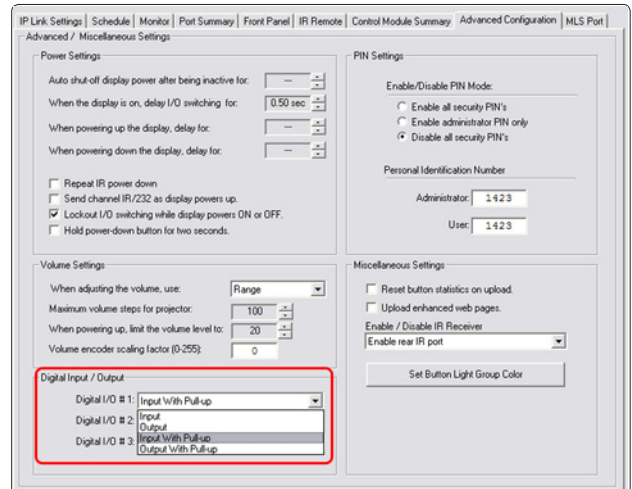 IP Link Settings Schedule Monitor Port Summary Front Panel IR Remote Control Module Summary Advanced Configuration MLS Port
Advanced / Miscellaneous Settings
Power Settings
Auto shut-off display power after being inactive for: ---
When the display is on, delay I/O switching for: 0.50 sec
When powering up the display, delay for: ---
When powering down the display, delay for: ---
Repeat IR power down
Send channel IR/232 as display powers up.
Lockout I/O switching while display powers ON or OFF.
Hold power-down button for two seconds.
PIN Settings
Enable/Disable PIN Mode:
Enable all security PIN's
Enable administrator PIN only
Disable all security PIN's
Personal Identification Number
Administrator: 1423
User: 1423
Volume Settings
When adjusting the volume, use: Range
Maximum volume steps for projector: 100
When powering up, limit the volume level to: 20
Volume encoder scaling factor (0-255): 0
Miscellaneous Settings
Reset button statistics on upload.
Upload enhanced web pages.
Enable / Disable IR Receiver
Enable rear IR port
Set Button Light Group Color
Digital Input / Output
Digital I/O # 1: Input With Pull-up
Digital I/O # 2:
Digital I/O # 3:
Input
Output
Input With Pull-up
Output With Pull-up